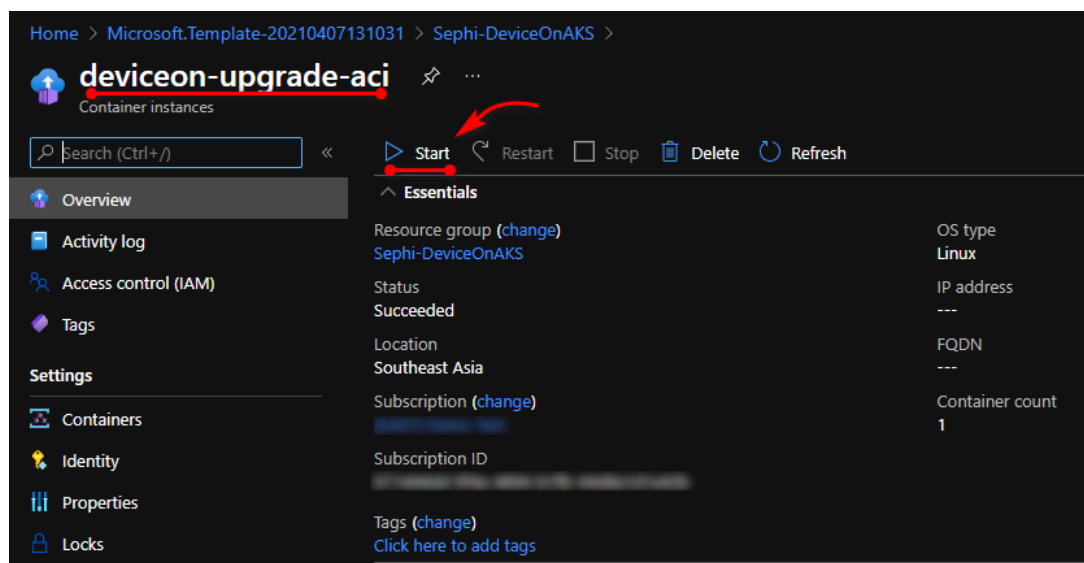 Home > Microsoft.Template-20210407131031 > Sephi-DeviceOnAKS >
deviceon-upgrade-aci ...
Container instances
Search (Ctrl+/) «
Start Restart Stop Delete Refresh
Essentials
Overview
Activity log
Access control (IAM)
Tags
Settings
Containers
Identity
Properties
Locks
Resource group (change)
Sephi-DeviceOnAKS
Status
Succeeded
Location
Southeast Asia
Subscription (change)
Subscription ID
Tags (change)
Click here to add tags
OS type
Linux
IP address
---
FQDN
---
Container count
1